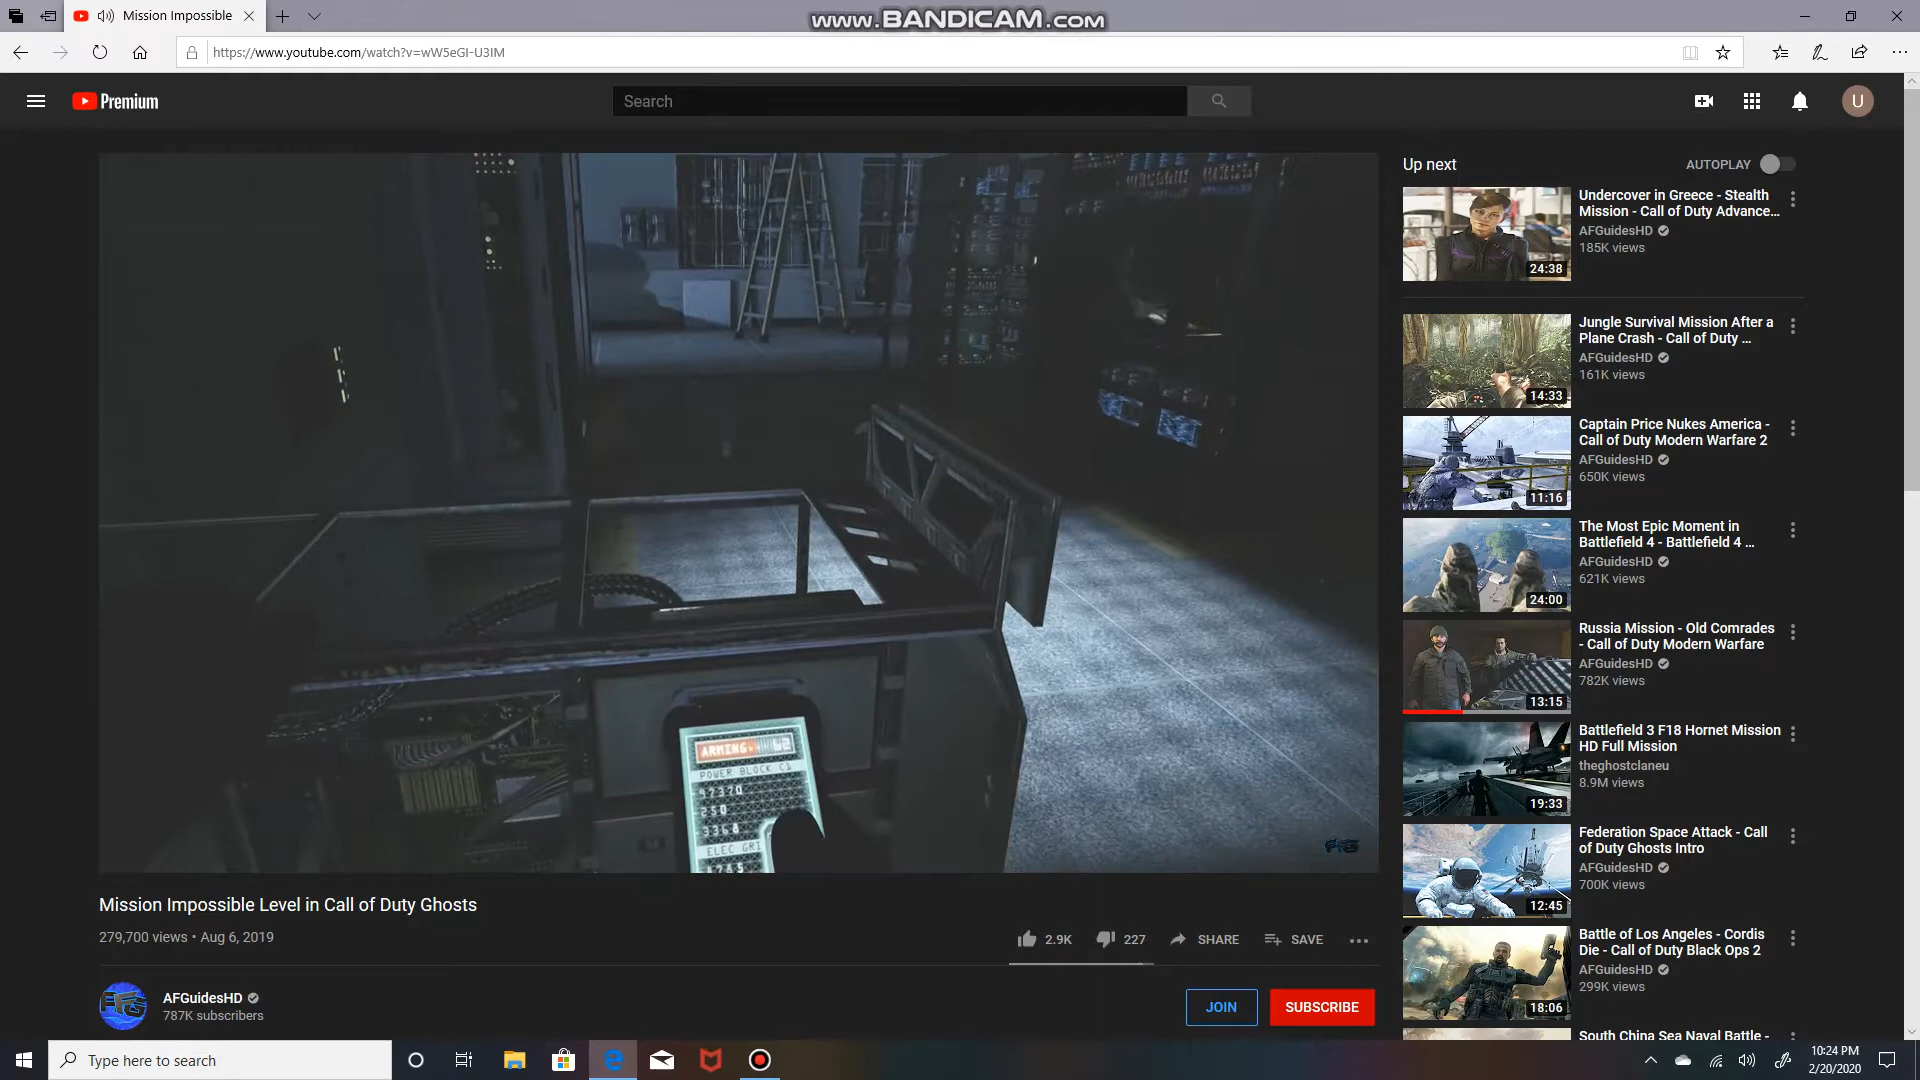 Mission Impossible
www.BANDICAM.com
https://www.youtube.com/watch?v=wW5eGI-U3IM
Premium
Search
U
ARMING
POWER BLOCK C1
97320
250
3368
ELEC GRI
Mission Impossible Level in Call of Duty Ghosts
279,700 views • Aug 6, 2019
2.9K
227
SHARE
SAVE
AFGuidesHD
787K subscribers
JOIN
SUBSCRIBE
Up next
AUTOPLAY
24:38
Undercover in Greece - Stealth
Mission - Call of Duty Advance...
AFGuidesHD
185K views
14:33
Jungle Survival Mission After a
Plane Crash - Call of Duty ...
AFGuidesHD
161K views
11:16
Captain Price Nukes America -
Call of Duty Modern Warfare 2
AFGuidesHD
650K views
24:00
The Most Epic Moment in
Battlefield 4 - Battlefield 4 ...
AFGuidesHD
621K views
13:15
Russia Mission - Old Comrades
- Call of Duty Modern Warfare
AFGuidesHD
782K views
19:33
Battlefield 3 F18 Hornet Mission
HD Full Mission
theghostclaneu
8.9M views
12:45
Federation Space Attack - Call
of Duty Ghosts Intro
AFGuidesHD
700K views
18:06
Battle of Los Angeles - Cordis
Die - Call of Duty Black Ops 2
AFGuidesHD
299K views
South China Sea Naval Battle -
Type here to search
10:24 PM
2/20/2020